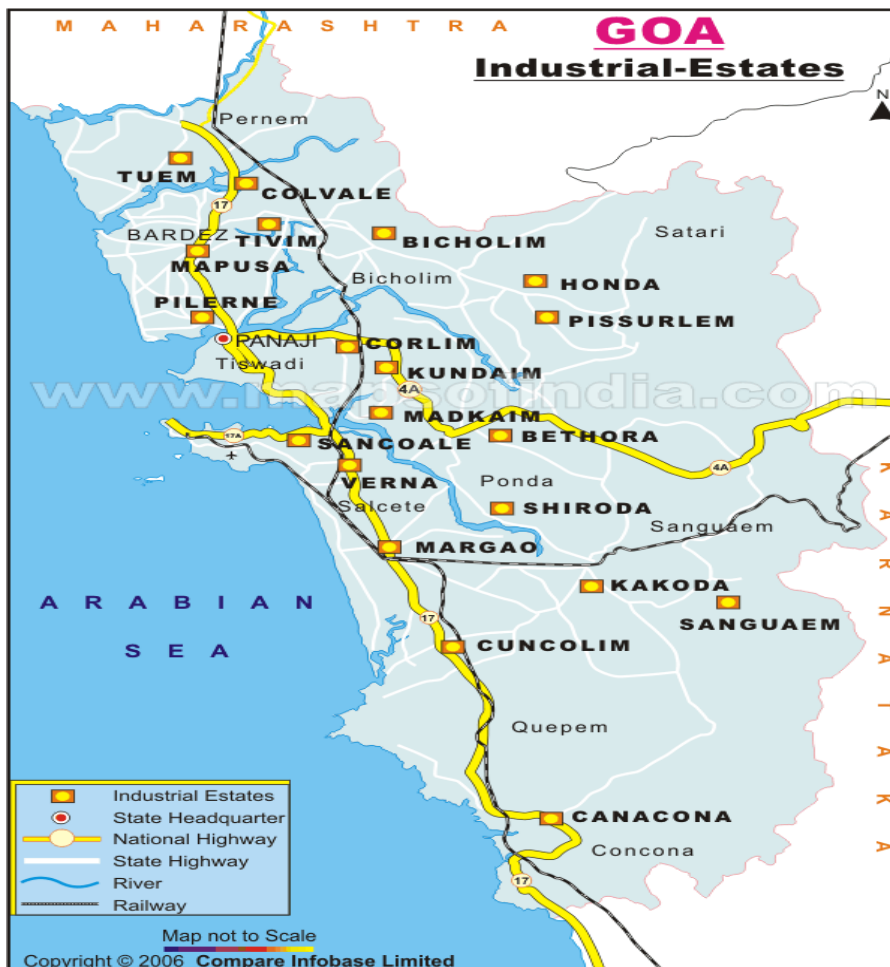 MAHARASHTRA
GOA
Industrial-Estates
N
Pernem
TUEM
COLVALE
17
BARDEZ
TIVIM
BICHOLIM
Satari
MAPUSA
Bicholim
HONDA
PILERNE
PISSURLEM
PANAJI
CORLIM
Tiswadi
KUNDAIM
4A
www.mapsofindia.com
MADKAIM
17A
SANCOALE
BETHORA
4A
VERNA
Ponda
Salcete
SHIRODA
Sanguaem
MARGAO
KARNATAKA
KAKODA
ARABIAN
SEA
17
SANGUAEM
CUNCOLIM
Quepem
CANACONA
Concona
17
Industrial Estates
State Headquarter
National Highway
State Highway
River
Railway
Map not to Scale
Copyright © 2006 Compare Infobase Limited